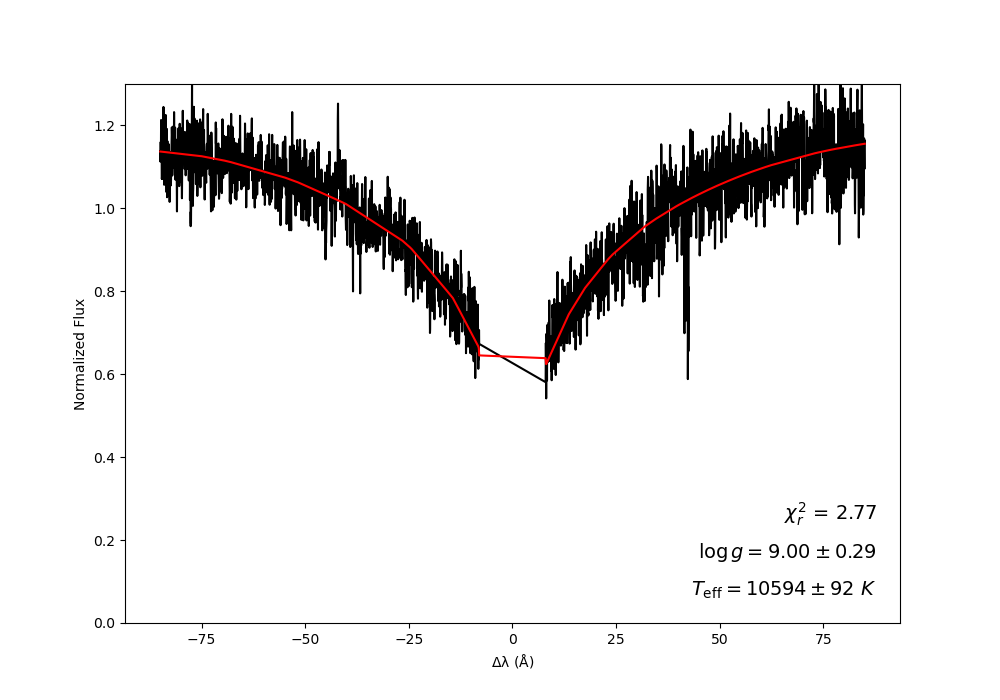 1.2
1.0
0.8
0.6
0.4
0.2
0.0
Normalized Flux
χ²ᵣ = 2.77
log g = 9.00 ± 0.29
T_eff = 10594 ± 92 K
−75 −50 −25 0 25 50 75
Δλ (Å)